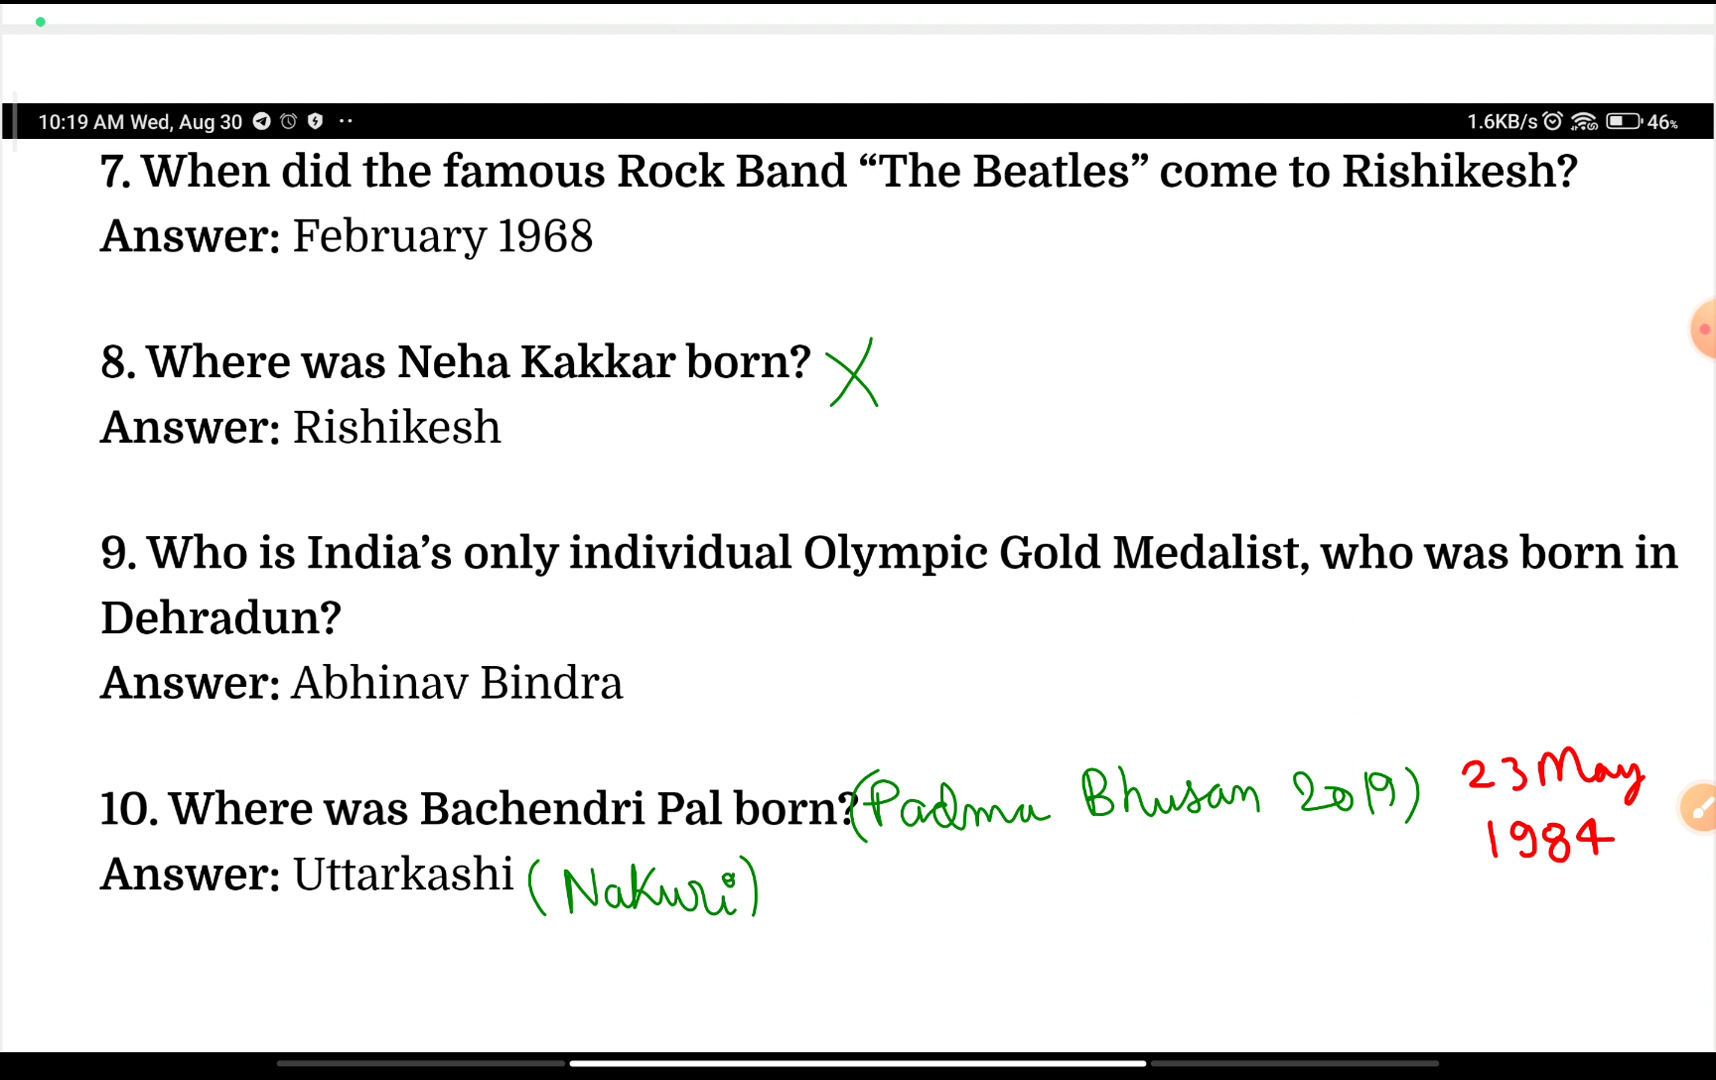 10:19 AM Wed, Aug 30 ··
1.6KB/s 46%
7. When did the famous Rock Band “The Beatles” come to Rishikesh?
Answer: February 1968
8. Where was Neha Kakkar born? X
Answer: Rishikesh
9. Who is India’s only individual Olympic Gold Medalist, who was born in
Dehradun?
Answer: Abhinav Bindra
10. Where was Bachendri Pal born? (Padma Bhusan 2019) 23 May
1984
Answer: Uttarkashi (Nakuri)